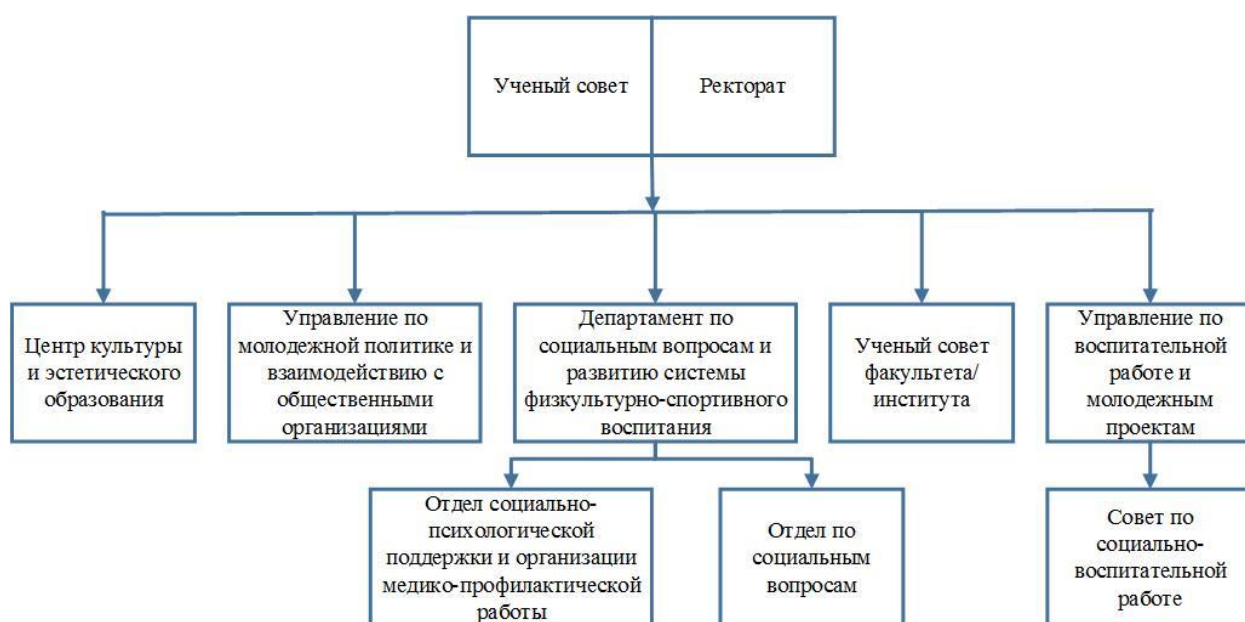 Ученый совет
Ректорат
Центр культуры
и эстетического
образования
Управление по
молодежной политике и
взаимодействию с
общественными
организациями
Департамент по
социальным вопросам и
развитию системы
физкультурно-спортивного
воспитания
Ученый совет
факультета/
института
Управление по
воспитательной
работе и
молодежным
проектам
Отдел социально-
психологической
поддержки и организации
медико-профилактической
работы
Отдел по
социальным
вопросам
Совет по
социально-
воспитательной
работе